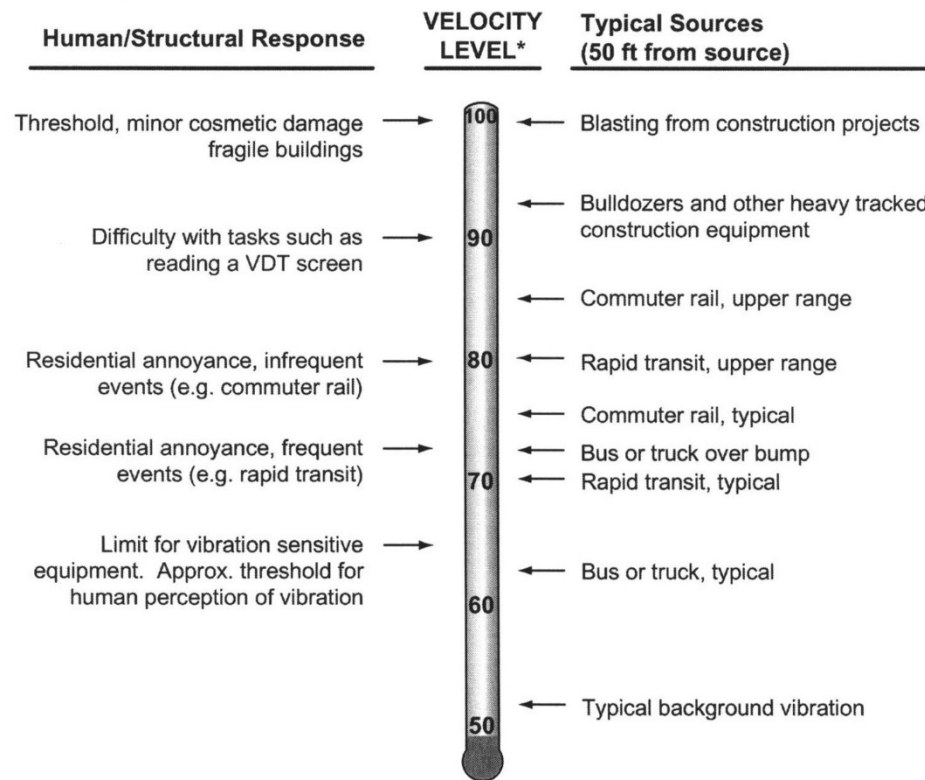 Human/Structural Response
VELOCITY
LEVEL*
Typical Sources
(50 ft from source)
Threshold, minor cosmetic damage
fragile buildings
100
Blasting from construction projects
Bulldozers and other heavy tracked
construction equipment
Difficulty with tasks such as
reading a VDT screen
90
Commuter rail, upper range
Residential annoyance, infrequent
events (e.g. commuter rail)
80
Rapid transit, upper range
Commuter rail, typical
Residential annoyance, frequent
events (e.g. rapid transit)
Bus or truck over bump
70
Rapid transit, typical
Limit for vibration sensitive
equipment. Approx. threshold for
human perception of vibration
Bus or truck, typical
60
Typical background vibration
50